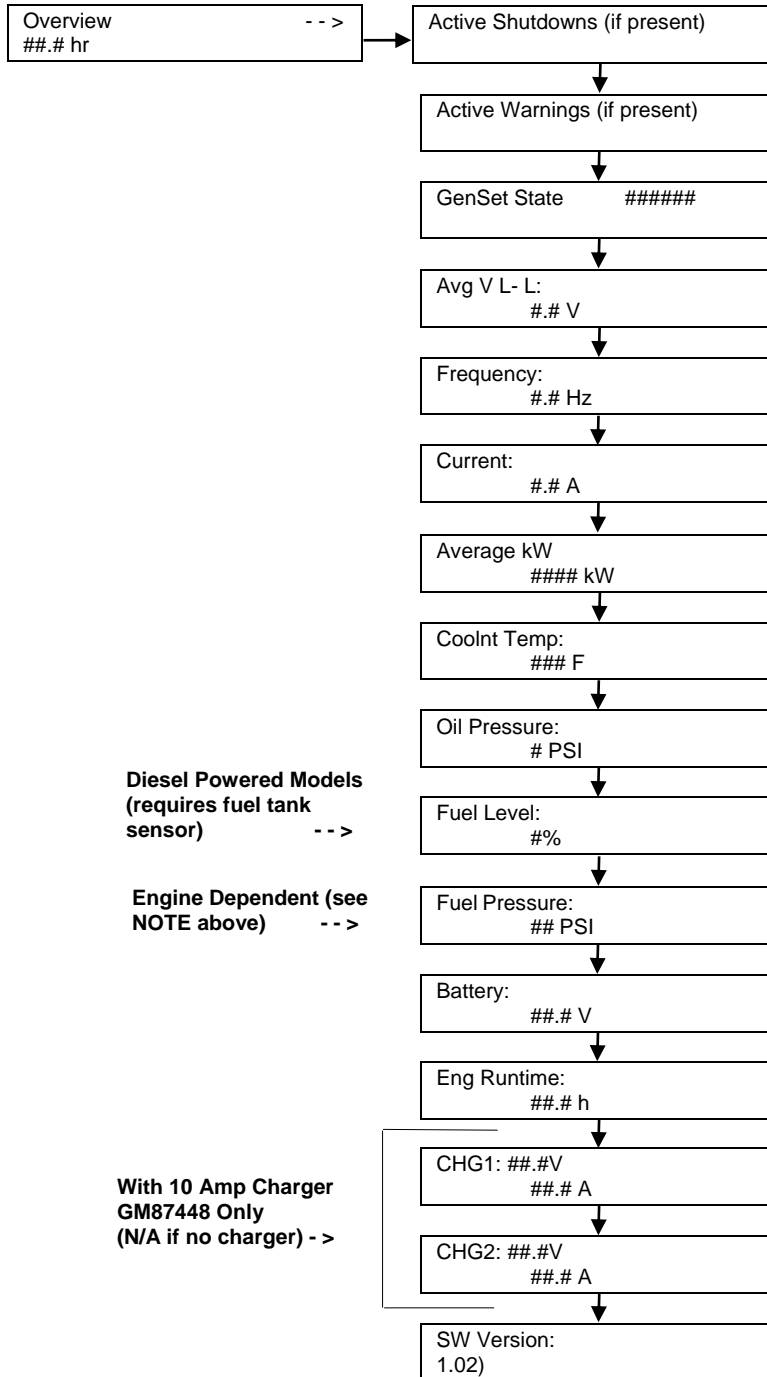 Overview - - >
##.# hr
Active Shutdowns (if present)
Active Warnings (if present)
GenSet State ######
Avg V L- L:
#.# V
Frequency:
#.# Hz
Current:
#.# A
Average kW
#### kW
Coolnt Temp:
### F
Oil Pressure:
# PSI
Diesel Powered Models
(requires fuel tank
sensor) - - >
Fuel Level:
#%
Engine Dependent (see
NOTE above) - - >
Fuel Pressure:
## PSI
Battery:
##.# V
Eng Runtime:
##.# h
With 10 Amp Charger
GM87448 Only
(N/A if no charger) - >
CHG1: ##.#V
##.# A
CHG2: ##.#V
##.# A
SW Version:
1.02)